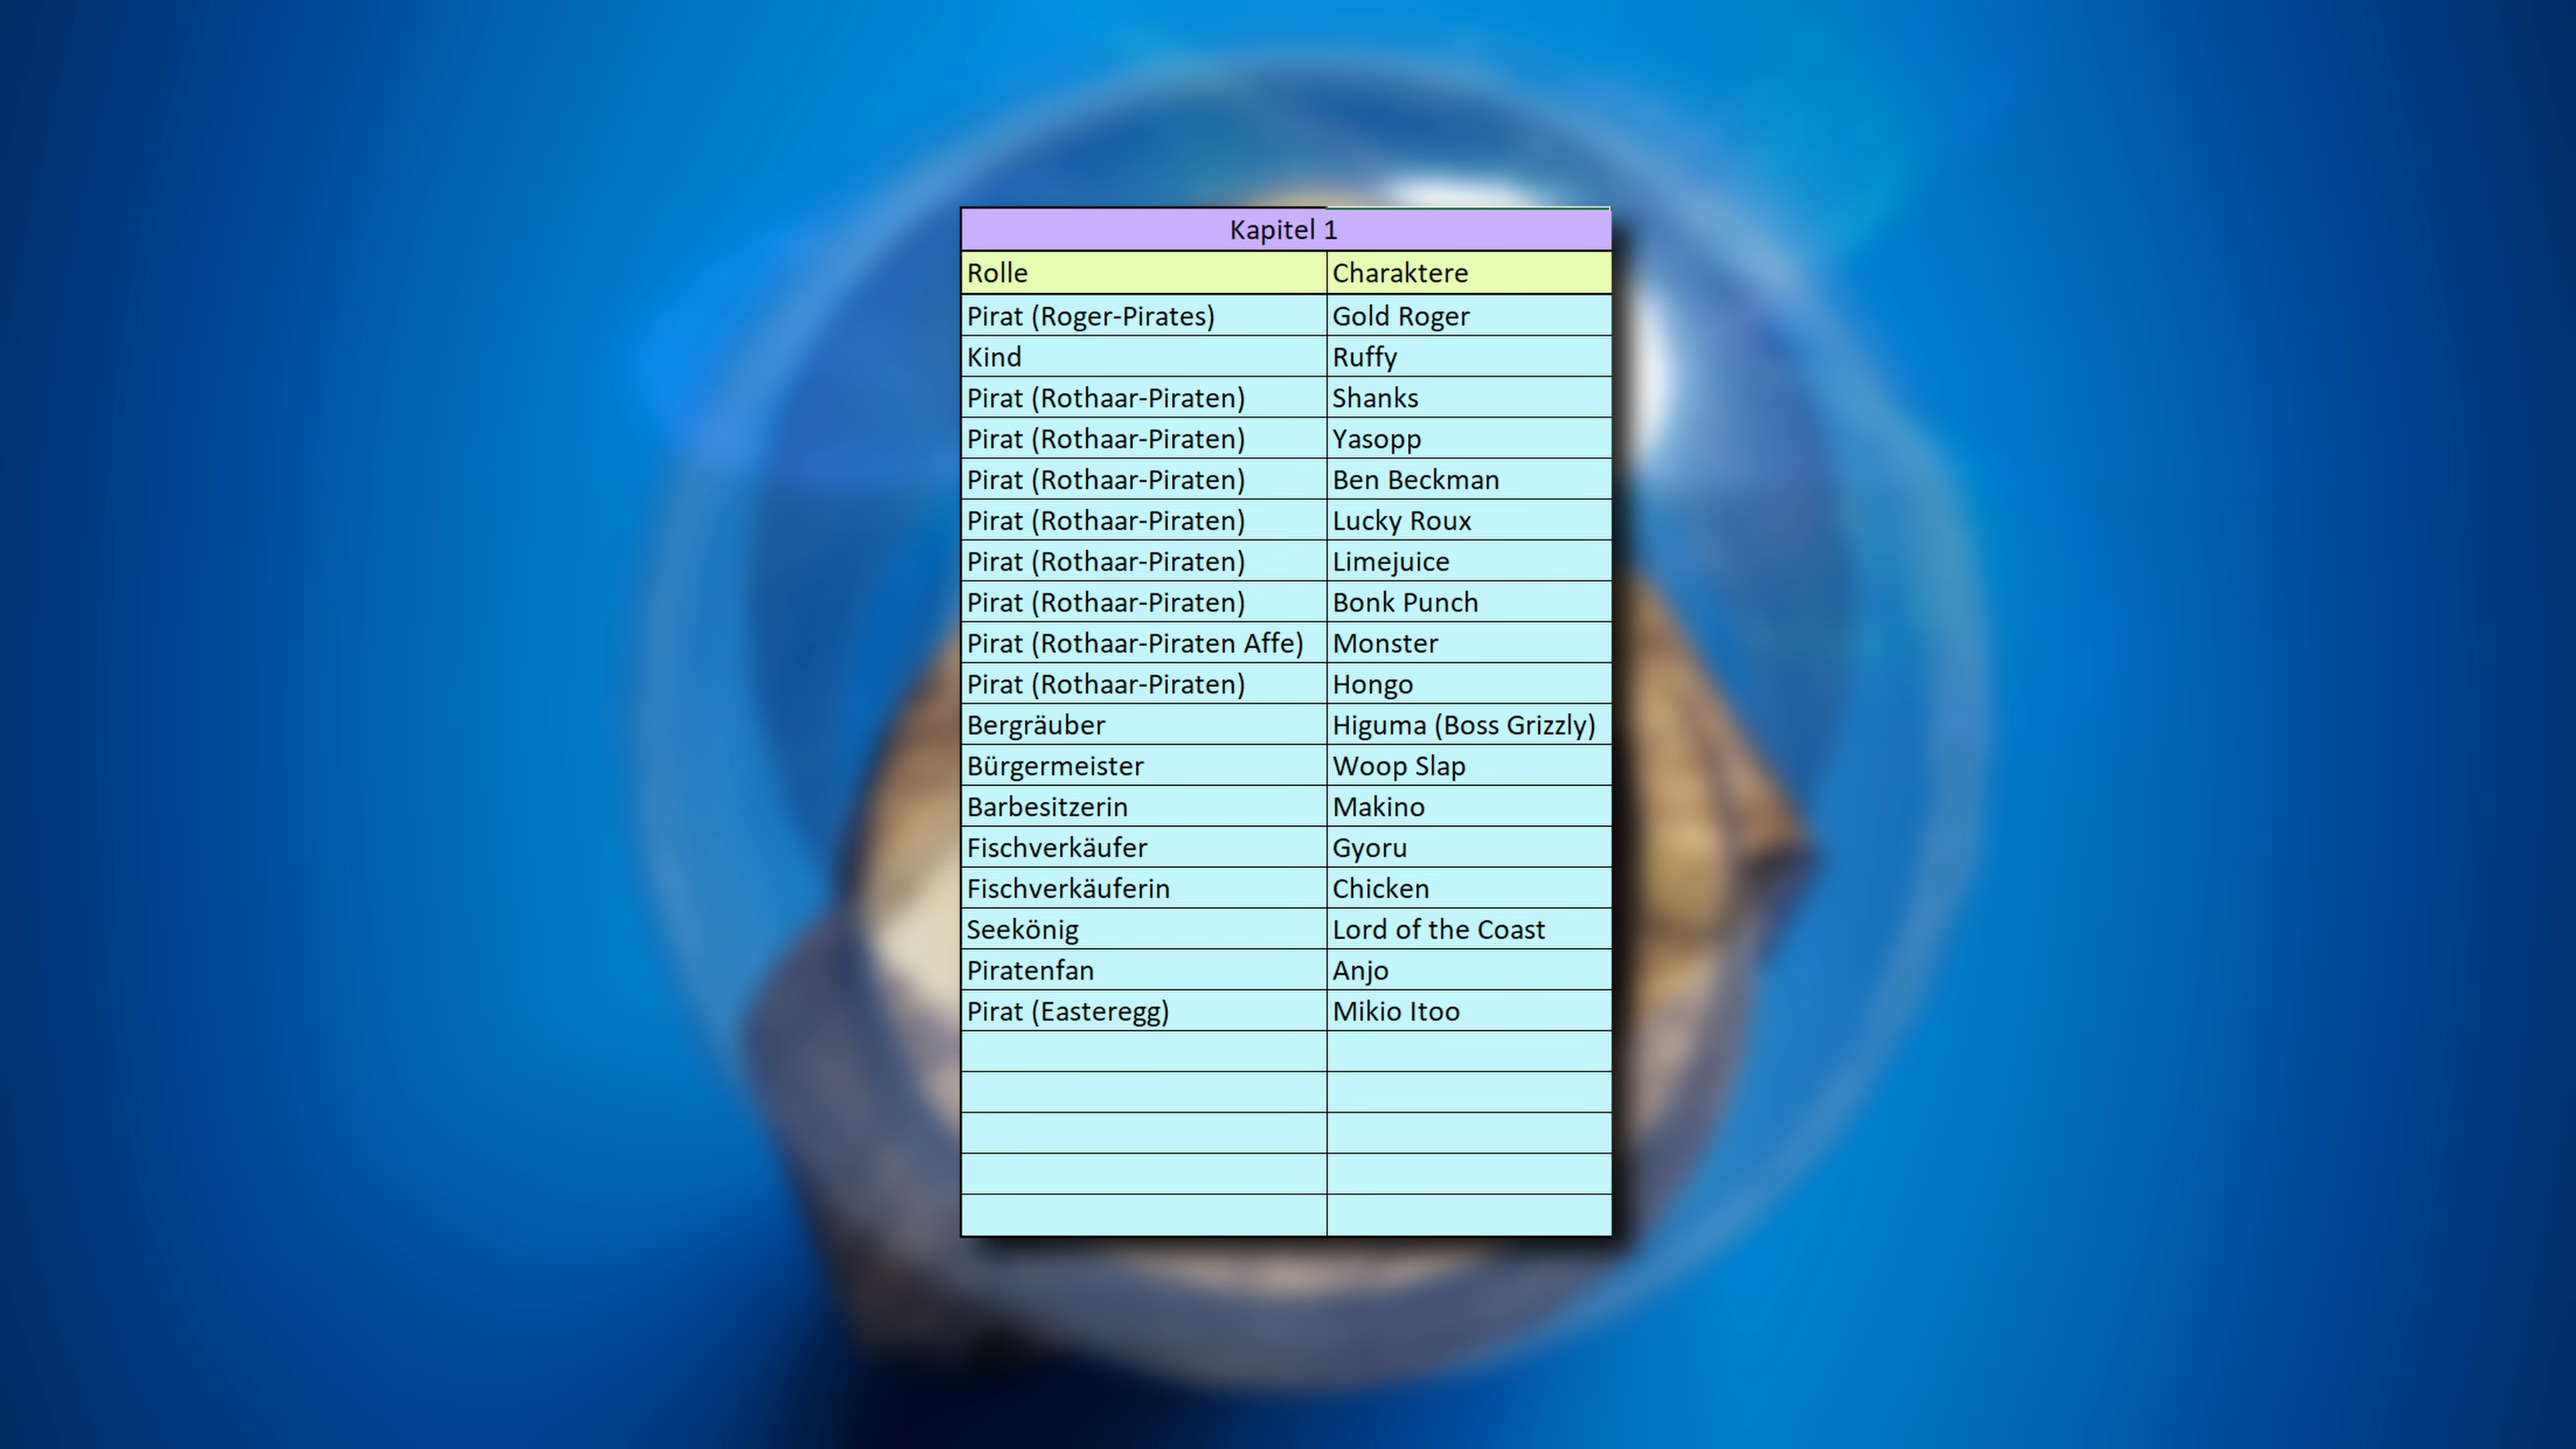 Kapitel 1
Rolle Charaktere
Pirat (Roger-Pirates) Gold Roger
Kind Ruffy
Pirat (Rothaar-Piraten) Shanks
Pirat (Rothaar-Piraten) Yasopp
Pirat (Rothaar-Piraten) Ben Beckman
Pirat (Rothaar-Piraten) Lucky Roux
Pirat (Rothaar-Piraten) Limejuice
Pirat (Rothaar-Piraten) Bonk Punch
Pirat (Rothaar-Piraten Affe) Monster
Pirat (Rothaar-Piraten) Hongo
Bergräuber Higuma (Boss Grizzly)
Bürgermeister Woop Slap
Barbesitzerin Makino
Fischverkäufer Gyoru
Fischverkäuferin Chicken
Seekönig Lord of the Coast
Piratenfan Anjo
Pirat (Easteregg) Mikio Itoo